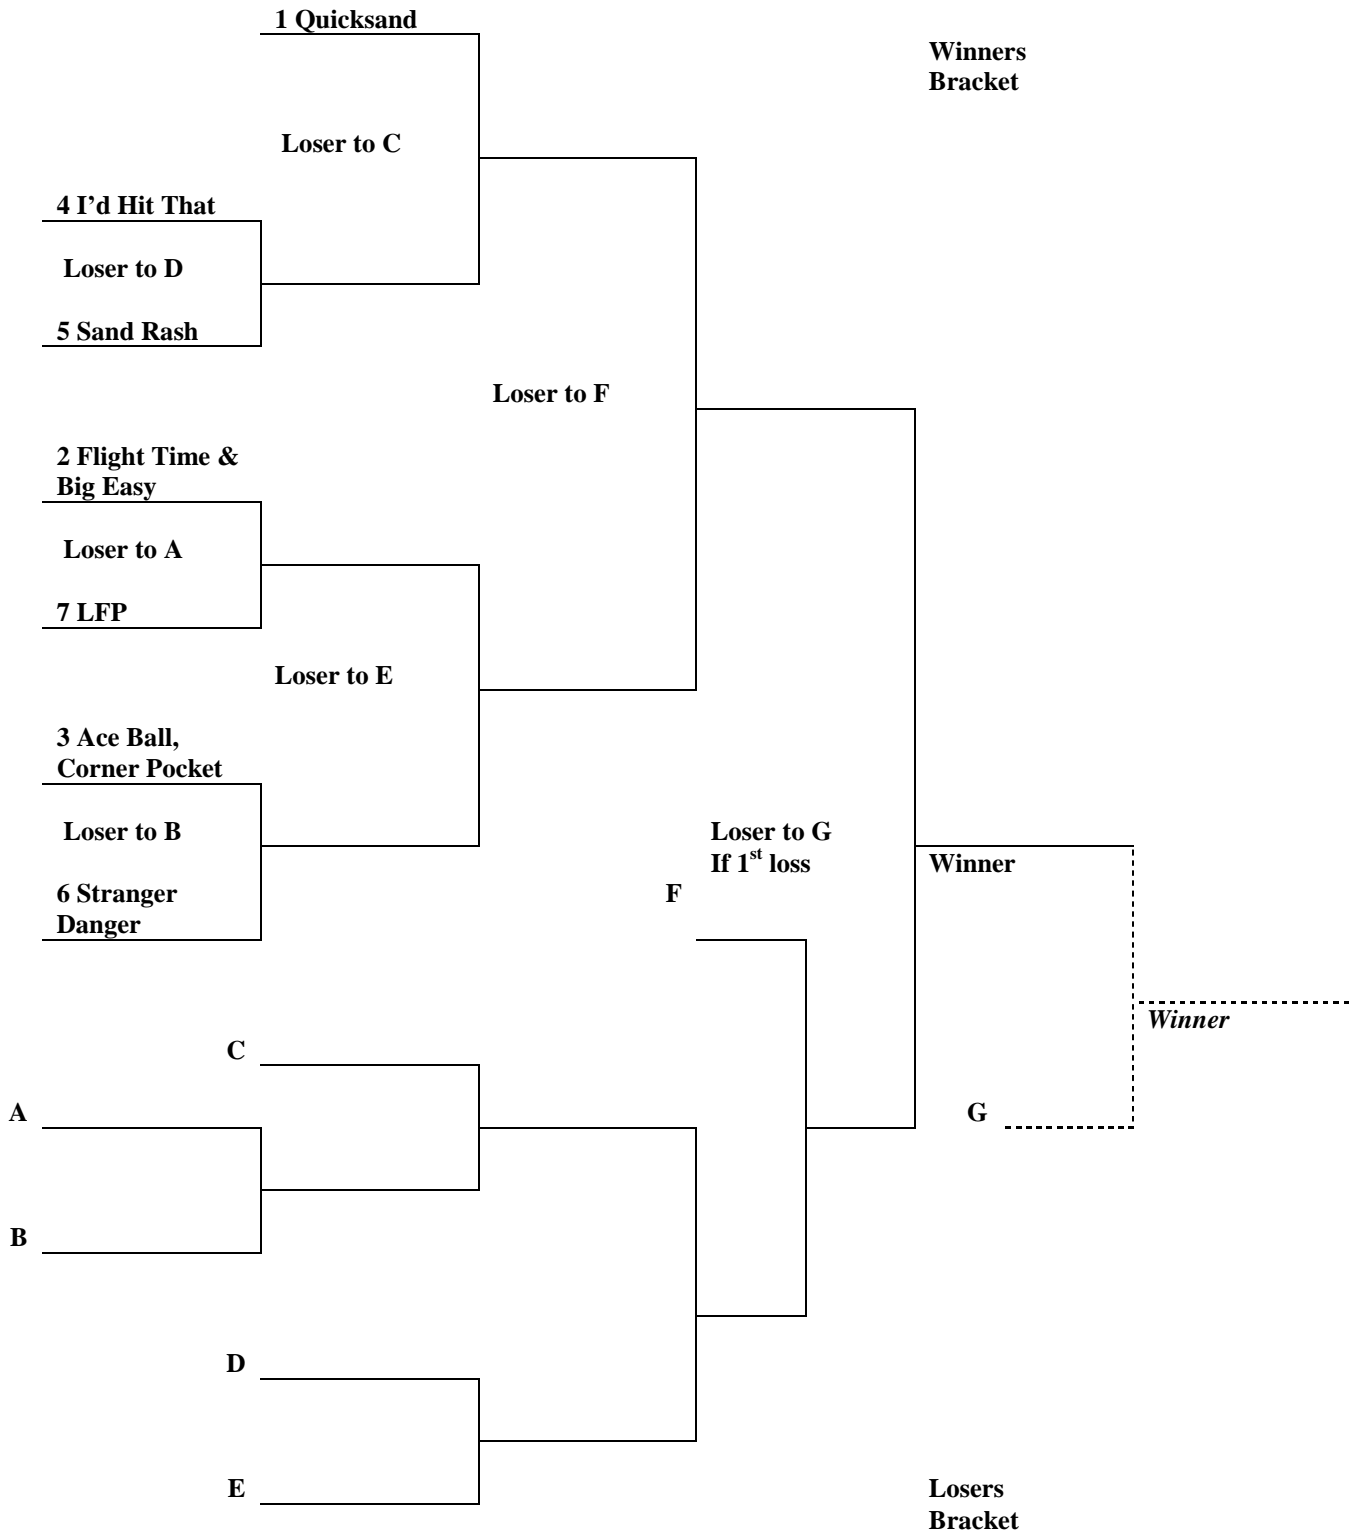 1 Quicksand
Winners
Bracket
Loser to C
4 I’d Hit That
Loser to D
5 Sand Rash
Loser to F
2 Flight Time &
Big Easy
Loser to A
7 LFP
Loser to E
3 Ace Ball,
Corner Pocket
Loser to B
Loser to G
If 1st loss
Winner
6 Stranger
Danger
F
Winner
C
A
G
B
D
E
Losers
Bracket